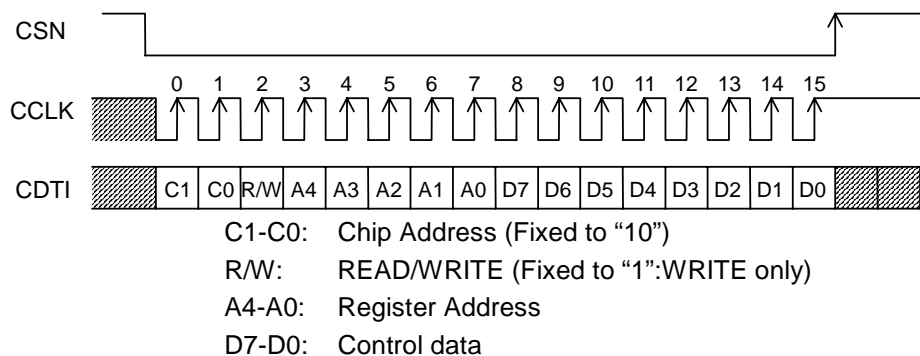 CSN
0 1 2 3 4 5 6 7 8 9 10 11 12 13 14 15
CCLK
CDTI C1 C0 R/W A4 A3 A2 A1 A0 D7 D6 D5 D4 D3 D2 D1 D0
C1-C0: Chip Address (Fixed to “10”)
R/W: READ/WRITE (Fixed to “1”:WRITE only)
A4-A0: Register Address
D7-D0: Control data